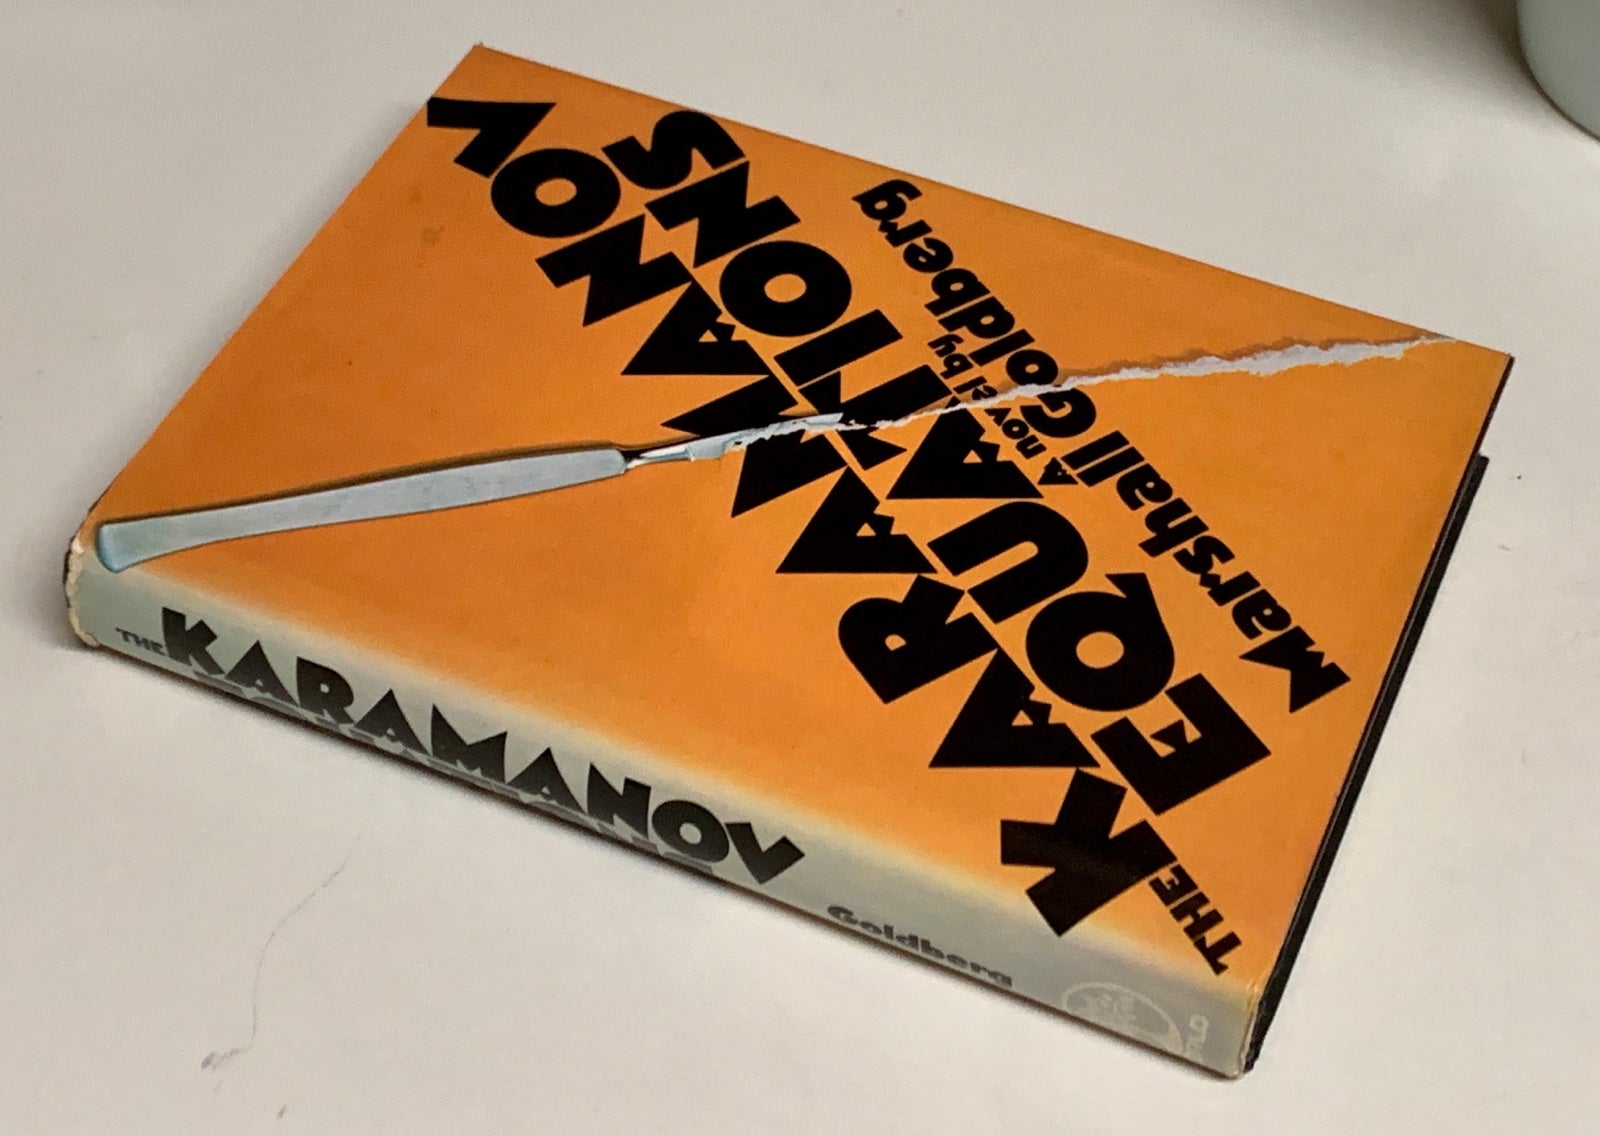 THE
KARAMANOV
EQUATIONS
A novel by
Marshall Goldberg
THE KARAMANOV
Goldberg